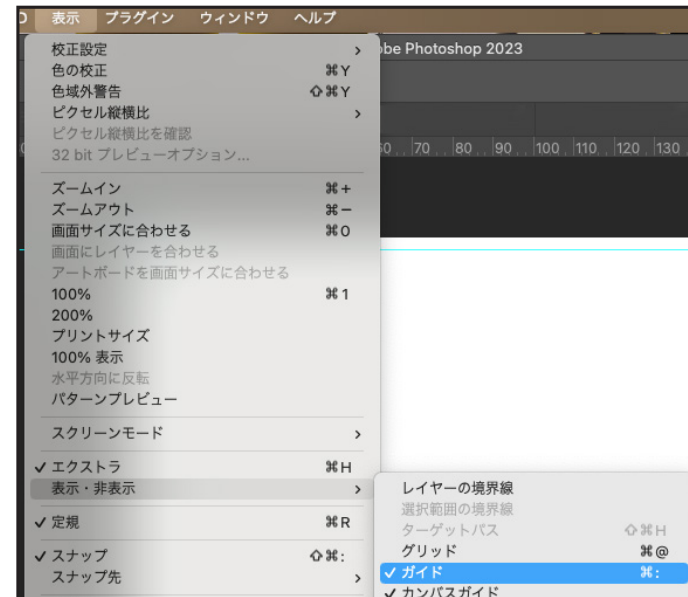 表示 プラグイン ウィンドウ ヘルプ
obe Photoshop 2023
校正設定 >
色の校正 ⌘Y
色域外警告 ⇧⌘Y
ピクセル縦横比 >
ピクセル縦横比を確認
32 bit プレビューオプション...
70 80 90 100 110 120 130
ズームイン ⌘+
ズームアウト ⌘−
画面サイズに合わせる ⌘0
画面にレイヤーを合わせる
アートボードを画面サイズに合わせる
100% ⌘1
200%
プリントサイズ
100% 表示
水平方向に反転
パターンプレビュー
スクリーンモード >
✓ エクストラ ⌘H
表示・非表示 >
✓ 定規 ⌘R
✓ スナップ ⇧⌘:
スナップ先 >
レイヤーの境界線
選択範囲の境界線
ターゲットパス ⇧⌘H
グリッド ⌘@
✓ ガイド ⌘:
✓ カンバスガイド